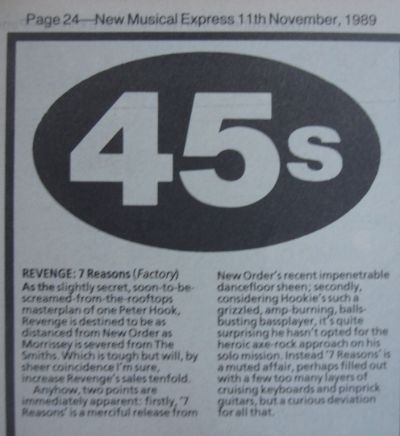 Page 24—New Musical Express 11th November, 1989
45s
REVENGE: 7 Reasons (Factory)
As the slightly secret, soon-to-be-
screamed-from-the-rooftops
masterplan of one Peter Hook,
Revenge is destined to be as
distanced from New Order as
Morrissey is severed from The
Smiths. Which is tough but will, by
sheer coincidence I'm sure,
increase Revenge's sales tenfold.
Anyhow, two points are
immediately apparent: firstly, '7
Reasons' is a merciful release from
New Order's recent impenetrable
dancefloor sheen; secondly,
considering Hookie's such a
grizzled, amp-burning, balls-
busting bassplayer, it's quite
surprising he hasn't opted for the
heroic axe-rock approach on his
solo mission. Instead '7 Reasons' is
a muted affair, perhaps filled out
with a few too many layers of
cruising keyboards and pinprick
guitars, but a curious deviation
for all that.